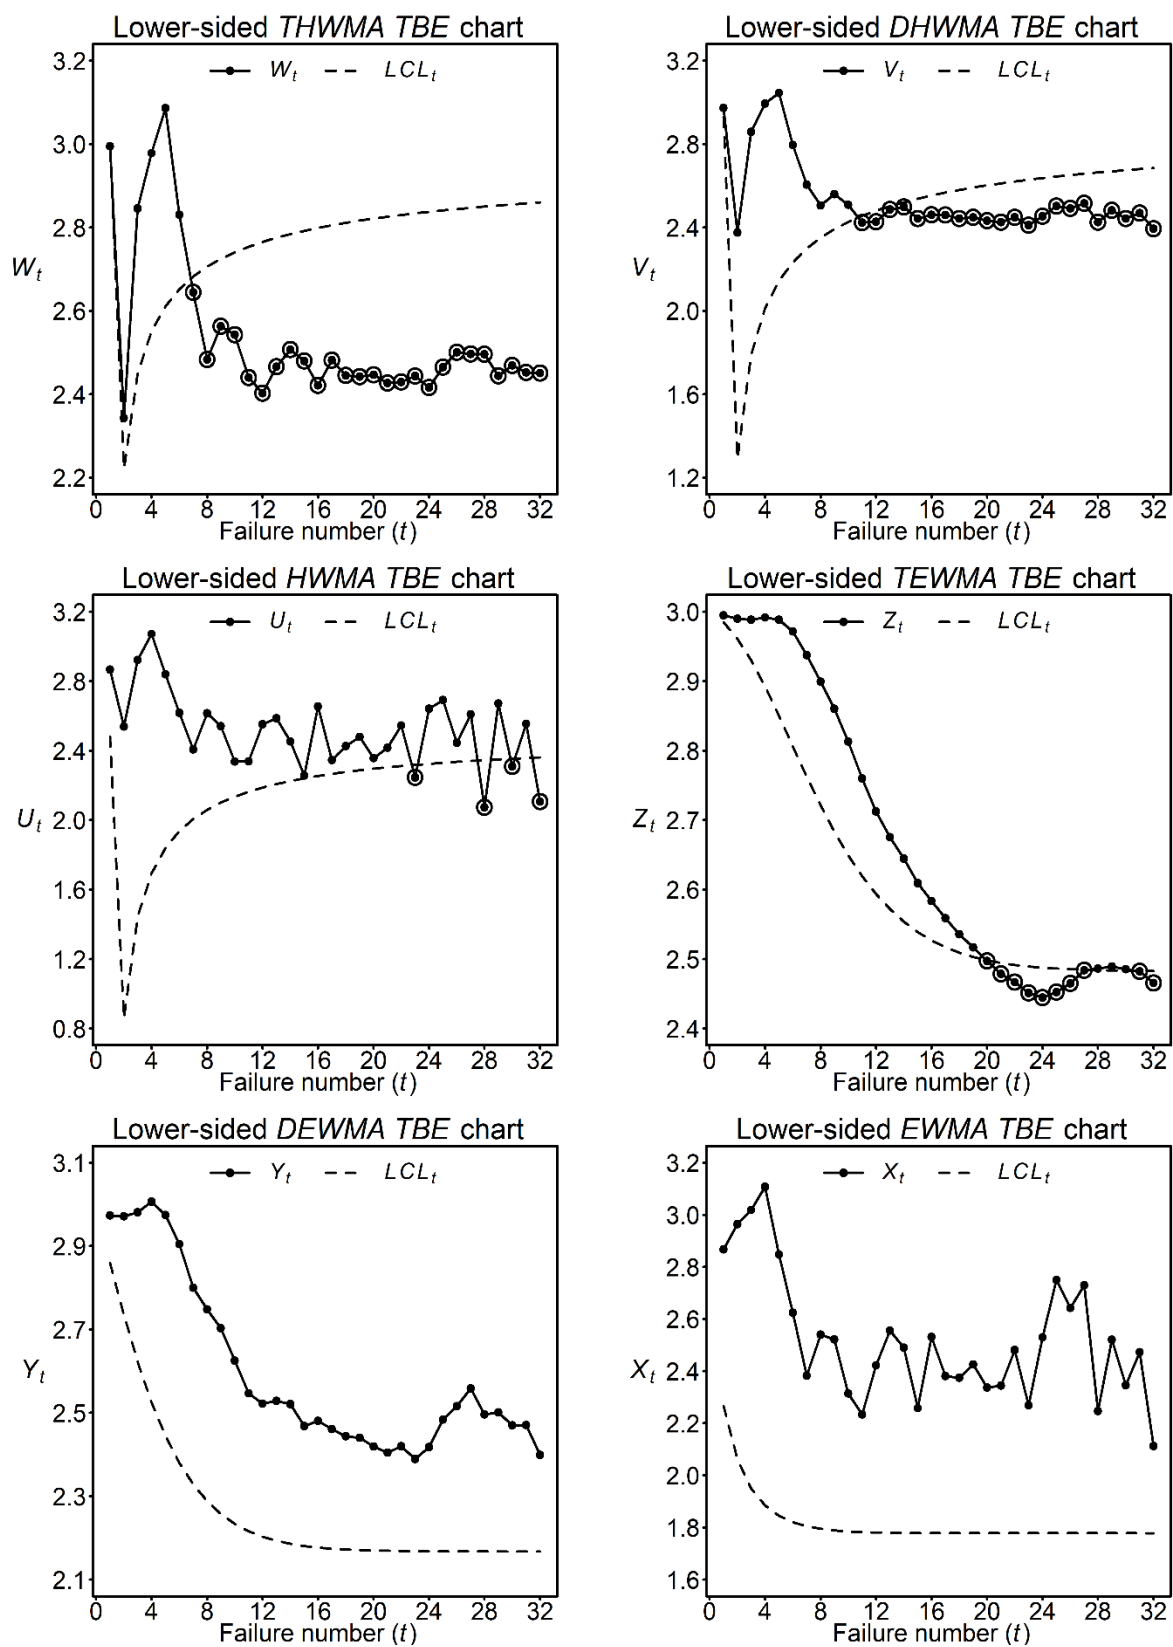 Lower-sided THWMA TBE chart
W_t LCL_t
3.2
3.0
2.8
W_t
2.6
2.4
2.2
0 4 8 12 16 20 24 28 32
Failure number (t)
Lower-sided DHWMA TBE chart
V_t LCL_t
3.2
2.8
2.4
V_t
2.0
1.6
1.2
0 4 8 12 16 20 24 28 32
Failure number (t)
Lower-sided HWMA TBE chart
U_t LCL_t
3.2
2.8
2.4
2.0
U_t
1.6
1.2
0.8
0 4 8 12 16 20 24 28 32
Failure number (t)
Lower-sided TEWMA TBE chart
Z_t LCL_t
3.0
2.9
2.8
2.7
Z_t
2.6
2.5
2.4
0 4 8 12 16 20 24 28 32
Failure number (t)
Lower-sided DEWMA TBE chart
Y_t LCL_t
3.1
2.9
2.7
Y_t
2.5
2.3
2.1
0 4 8 12 16 20 24 28 32
Failure number (t)
Lower-sided EWMA TBE chart
X_t LCL_t
3.2
3.0
2.8
2.6
X_t
2.4
2.2
2.0
1.8
1.6
0 4 8 12 16 20 24 28 32
Failure number (t)